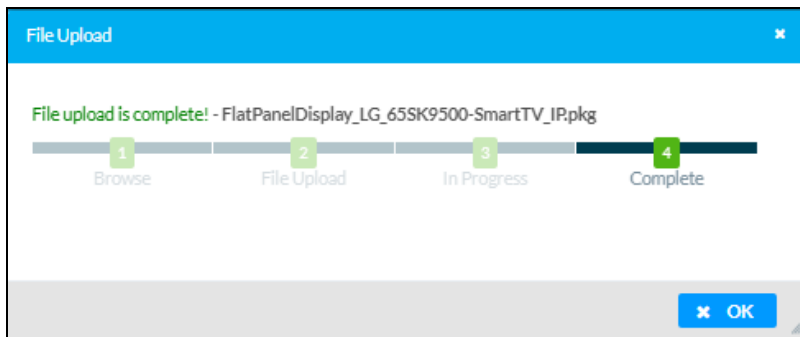 File Upload
File upload is complete! - FlatPanelDisplay_LG_65SK9500-SmartTV_IP.pkg
1 2 3 4
Browse File Upload In Progress Complete
OK